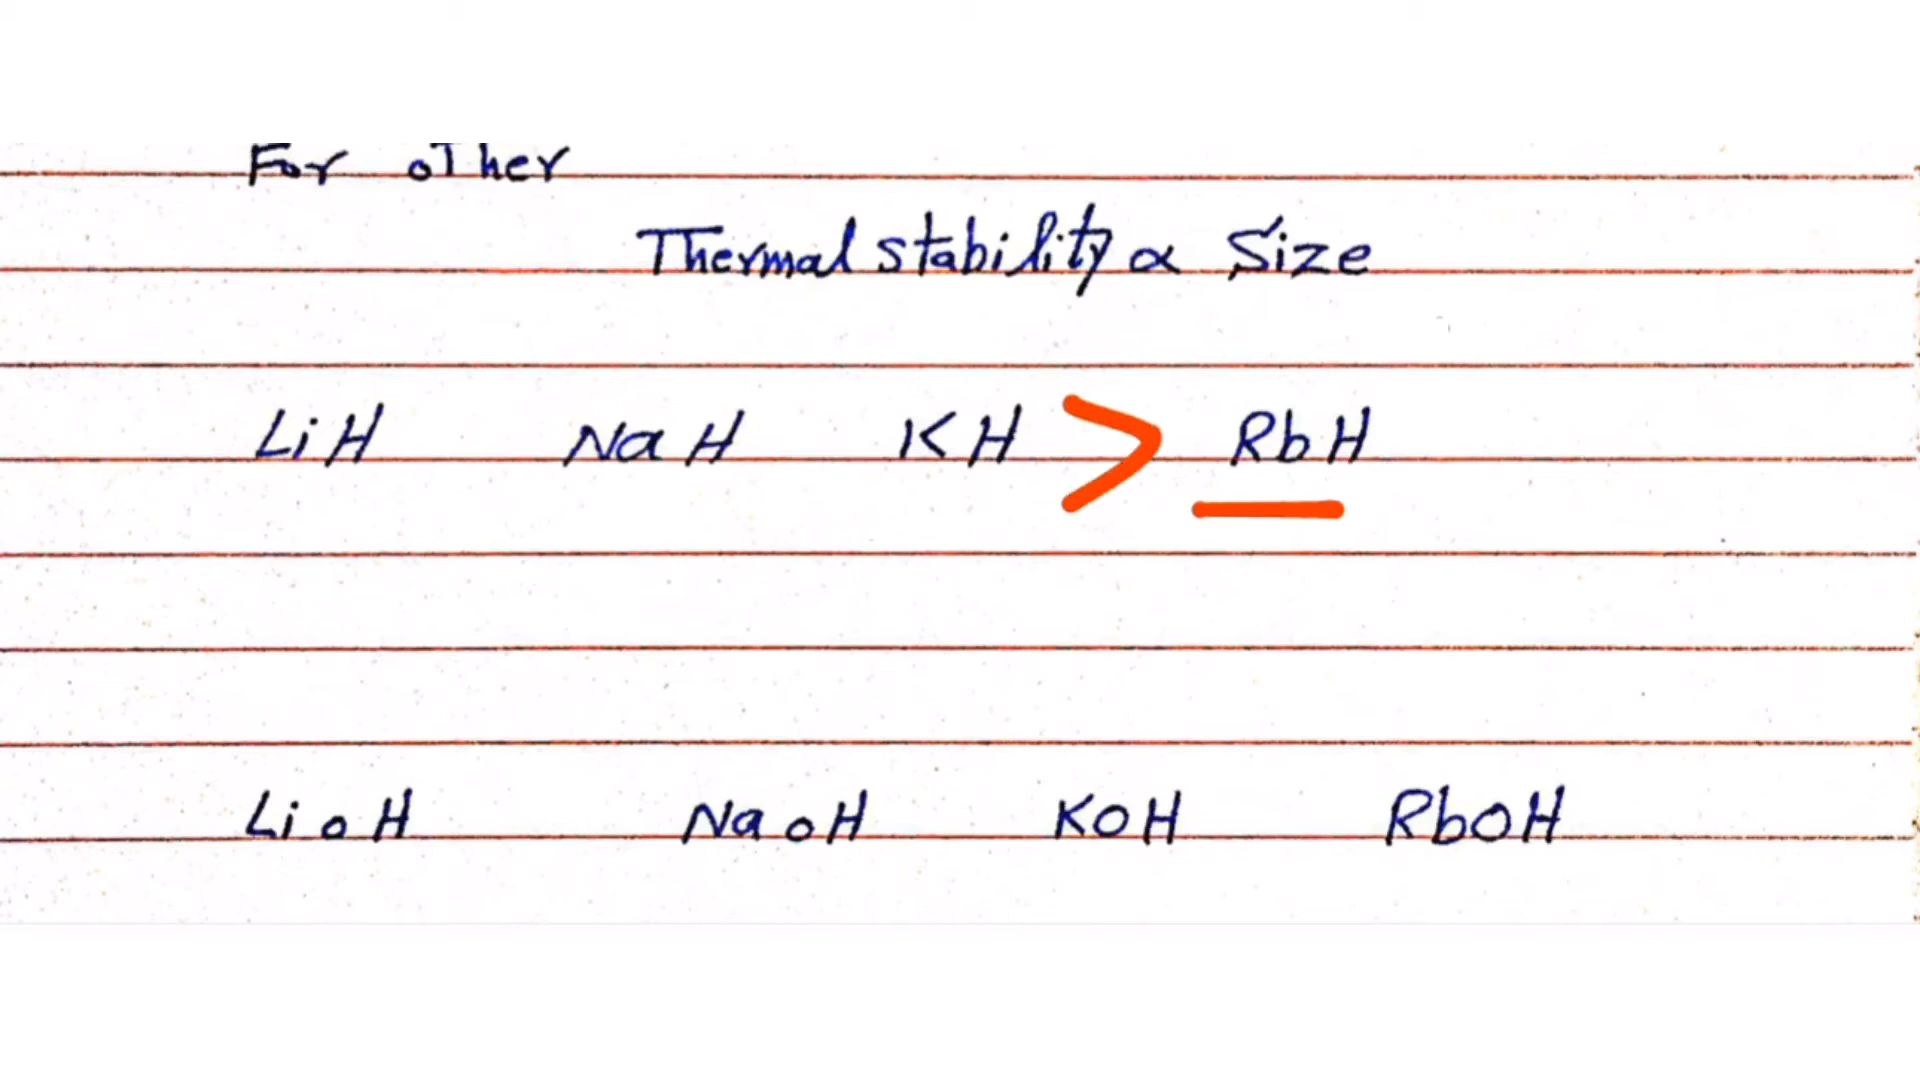 For other
Thermal stability ∝ Size
LiH NaH KH > RbH
LiOH NaOH KOH RbOH